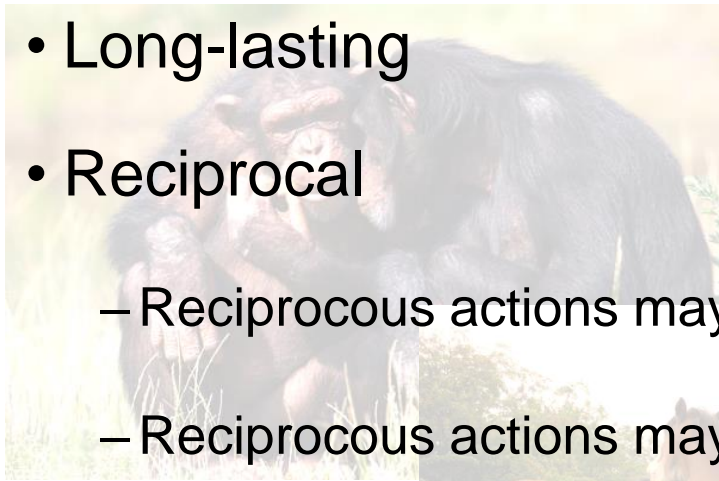 • Long-lasting
• Reciprocal
– Reciprocous actions may
– Reciprocous actions may